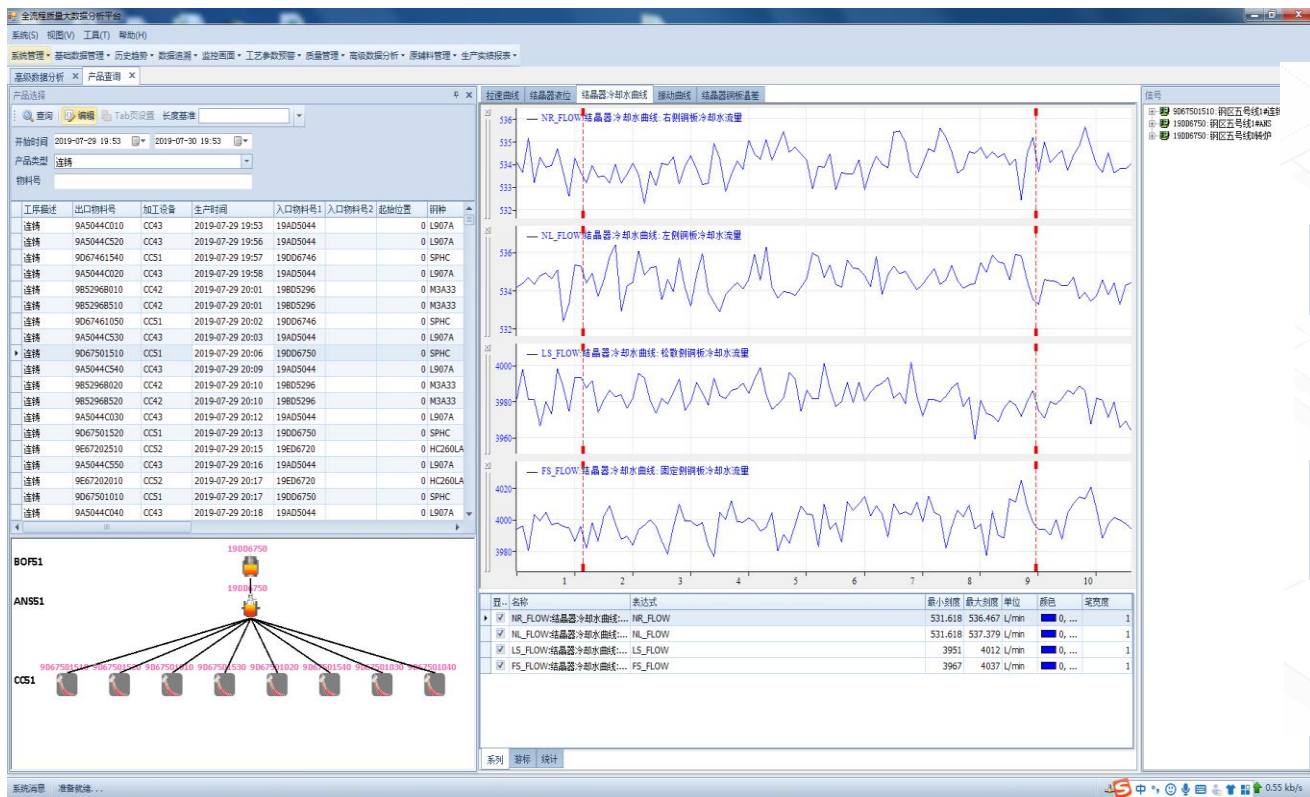 全流程质量大数据分析平台
系统(S) 视图(V) 工具(T) 帮助(H)
系统管理 基础数据管理 历史趋势 数据追溯 监控画面 工艺参数预警 质量管理 高级数据分析 原辅料管理 生产实绩报表
高级数据分析 产品查询
产品选择
查询 编辑 Tab页设置 长度基准
开始时间 2019-07-29 19:53 2019-07-30 19:53
产品类型 连铸
物料号
工序描述 出口物料号 加工设备 生产时间 入口物料号1 入口物料号2 起始位置 钢种
连铸 9A5044C010 CC43 2019-07-29 19:53 19AD5044 0 L907A
连铸 9A5044C520 CC43 2019-07-29 19:56 19AD5044 0 L907A
连铸 9D67461540 CC51 2019-07-29 19:57 19DD6746 0 SPHC
连铸 9A5044C020 CC43 2019-07-29 19:58 19AD5044 0 L907A
连铸 9B5296B010 CC42 2019-07-29 20:01 19BD5296 0 M3A33
连铸 9B5296B510 CC42 2019-07-29 20:01 19BD5296 0 M3A33
连铸 9D67461050 CC51 2019-07-29 20:02 19DD6746 0 SPHC
连铸 9A5044C530 CC43 2019-07-29 20:03 19AD5044 0 L907A
连铸 9D67501510 CC51 2019-07-29 20:06 19DD6750 0 SPHC
连铸 9A5044C540 CC43 2019-07-29 20:09 19AD5044 0 L907A
连铸 9B5296B020 CC42 2019-07-29 20:10 19BD5296 0 M3A33
连铸 9B5296B520 CC42 2019-07-29 20:10 19BD5296 0 M3A33
连铸 9A5044C030 CC43 2019-07-29 20:12 19AD5044 0 L907A
连铸 9D67501520 CC51 2019-07-29 20:13 19DD6750 0 SPHC
连铸 9E67202510 CC52 2019-07-29 20:15 19ED6720 0 HC260LA
连铸 9A5044C550 CC43 2019-07-29 20:16 19AD5044 0 L907A
连铸 9E67202010 CC52 2019-07-29 20:17 19ED6720 0 HC260LA
连铸 9D67501010 CC51 2019-07-29 20:17 19DD6750 0 SPHC
连铸 9A5044C040 CC43 2019-07-29 20:18 19AD5044 0 L907A
19DD6750
BOF51
19DD6750
ANS51
9D67501510 9D67501520 9D67501010 9D67501530 9D67501020 9D67501540 9D67501030 9D67501040
CC51
拉速曲线 结晶器液位 结晶器冷却水曲线 振动曲线 结晶器铜板温差
NR_FLOW:结晶器冷却水曲线:右侧铜板冷却水流量
536
535
534
533
532
NL_FLOW:结晶器冷却水曲线:左侧铜板冷却水流量
536
534
532
LS_FLOW:结晶器冷却水曲线:松散侧铜板冷却水流量
4000
3980
3960
FS_FLOW:结晶器冷却水曲线:固定侧铜板冷却水流量
4020
4000
3980
1 2 3 4 5 6 7 8 9 10
显.. 名称 表达式 最小刻度 最大刻度 单位 颜色 笔宽度
NR_FLOW:结晶器冷却水曲线:... NR_FLOW 531.618 536.467 L/min 0, ... 1
NL_FLOW:结晶器冷却水曲线:... NL_FLOW 531.618 537.379 L/min 0, ... 1
LS_FLOW:结晶器冷却水曲线:... LS_FLOW 3951 4012 L/min 0, ... 1
FS_FLOW:结晶器冷却水曲线:... FS_FLOW 3967 4037 L/min 0, ... 1
系列 游标 统计
信号
9D67501510:钢区五号线1#连铸
19DD6750:钢区五号线1#ANS
19DD6750:钢区五号线1#转炉
系统消息 准备就绪...
中
0.55 kb/s